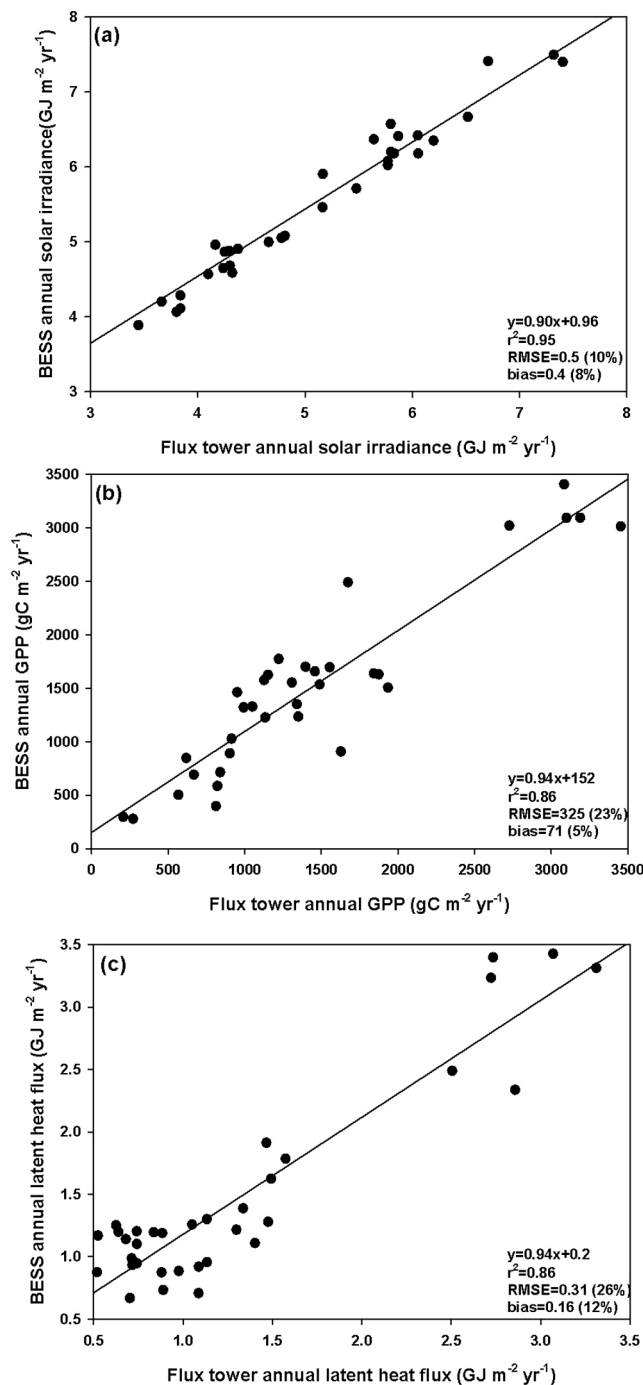 (a)
8
7
6
5
4
3
BESS annual solar irradiance(GJ m⁻² yr⁻¹)
y=0.90x+0.96
r²=0.95
RMSE=0.5 (10%)
bias=0.4 (8%)
3 4 5 6 7 8
Flux tower annual solar irradiance (GJ m⁻² yr⁻¹)
(b)
3500
3000
2500
2000
1500
1000
500
0
BESS annual GPP (gC m⁻² yr⁻¹)
y=0.94x+152
r²=0.86
RMSE=325 (23%)
bias=71 (5%)
0 500 1000 1500 2000 2500 3000 3500
Flux tower annual GPP (gC m⁻² yr⁻¹)
(c)
3.5
3.0
2.5
2.0
1.5
1.0
0.5
BESS annual latent heat flux (GJ m⁻² yr⁻¹)
y=0.94x+0.2
r²=0.86
RMSE=0.31 (26%)
bias=0.16 (12%)
0.5 1.0 1.5 2.0 2.5 3.0 3.5
Flux tower annual latent heat flux (GJ m⁻² yr⁻¹)